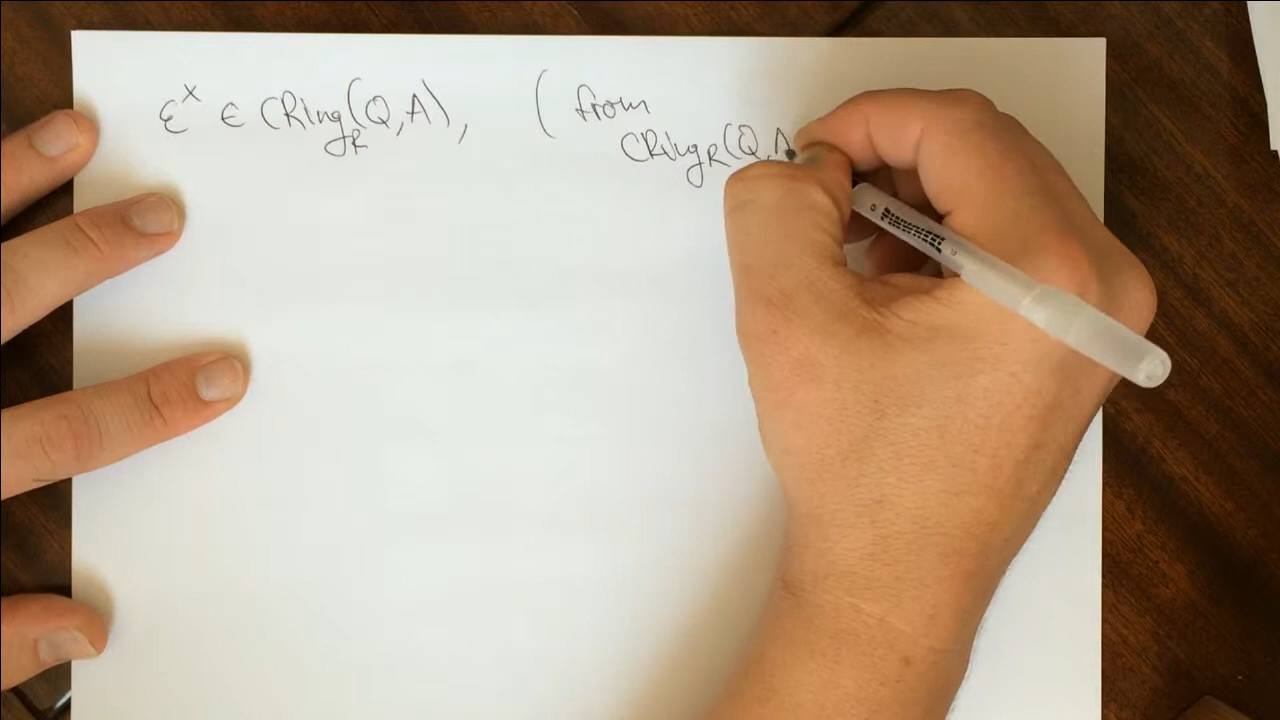 ε^x ∈ CRing_R(Q,A), ( from
CRing_R(Q,A